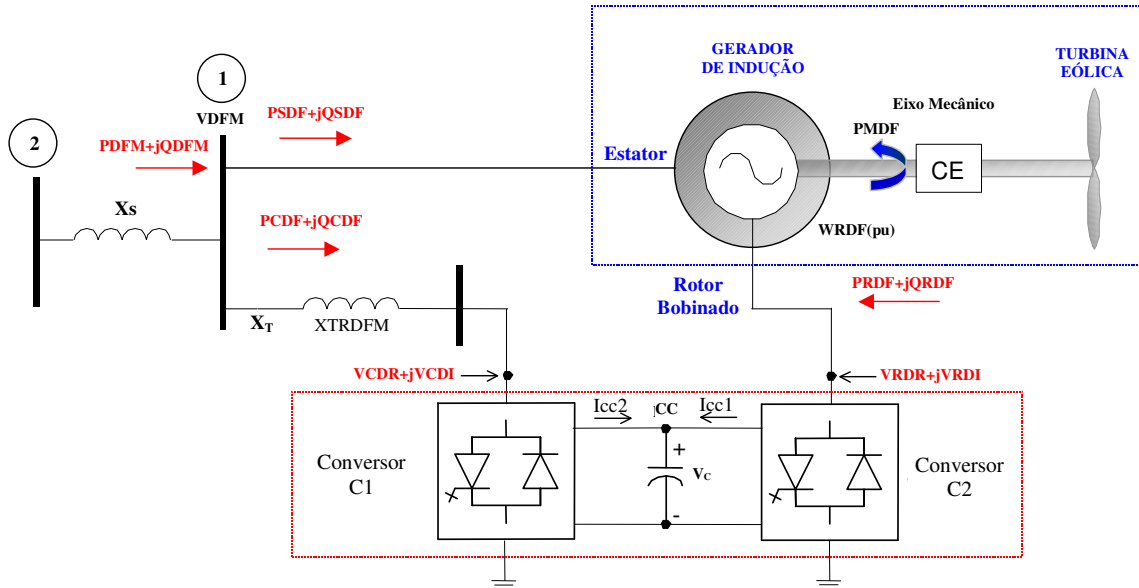 GERADOR
DE INDUÇÃO
TURBINA
EÓLICA
1
VDFM
PSDF+jQSDF
Eixo Mecânico
2
PDFM+jQDFM
PMDF
Estator
CE
Xs
PCDF+jQCDF
WRDF(pu)
Rotor
Bobinado
PRDF+jQRDF
XT
XTRDFM
VCDR+jVCDI
VRDR+jVRDI
Icc2
CC
Icc1
+
Conversor
C1
VC
Conversor
C2
-